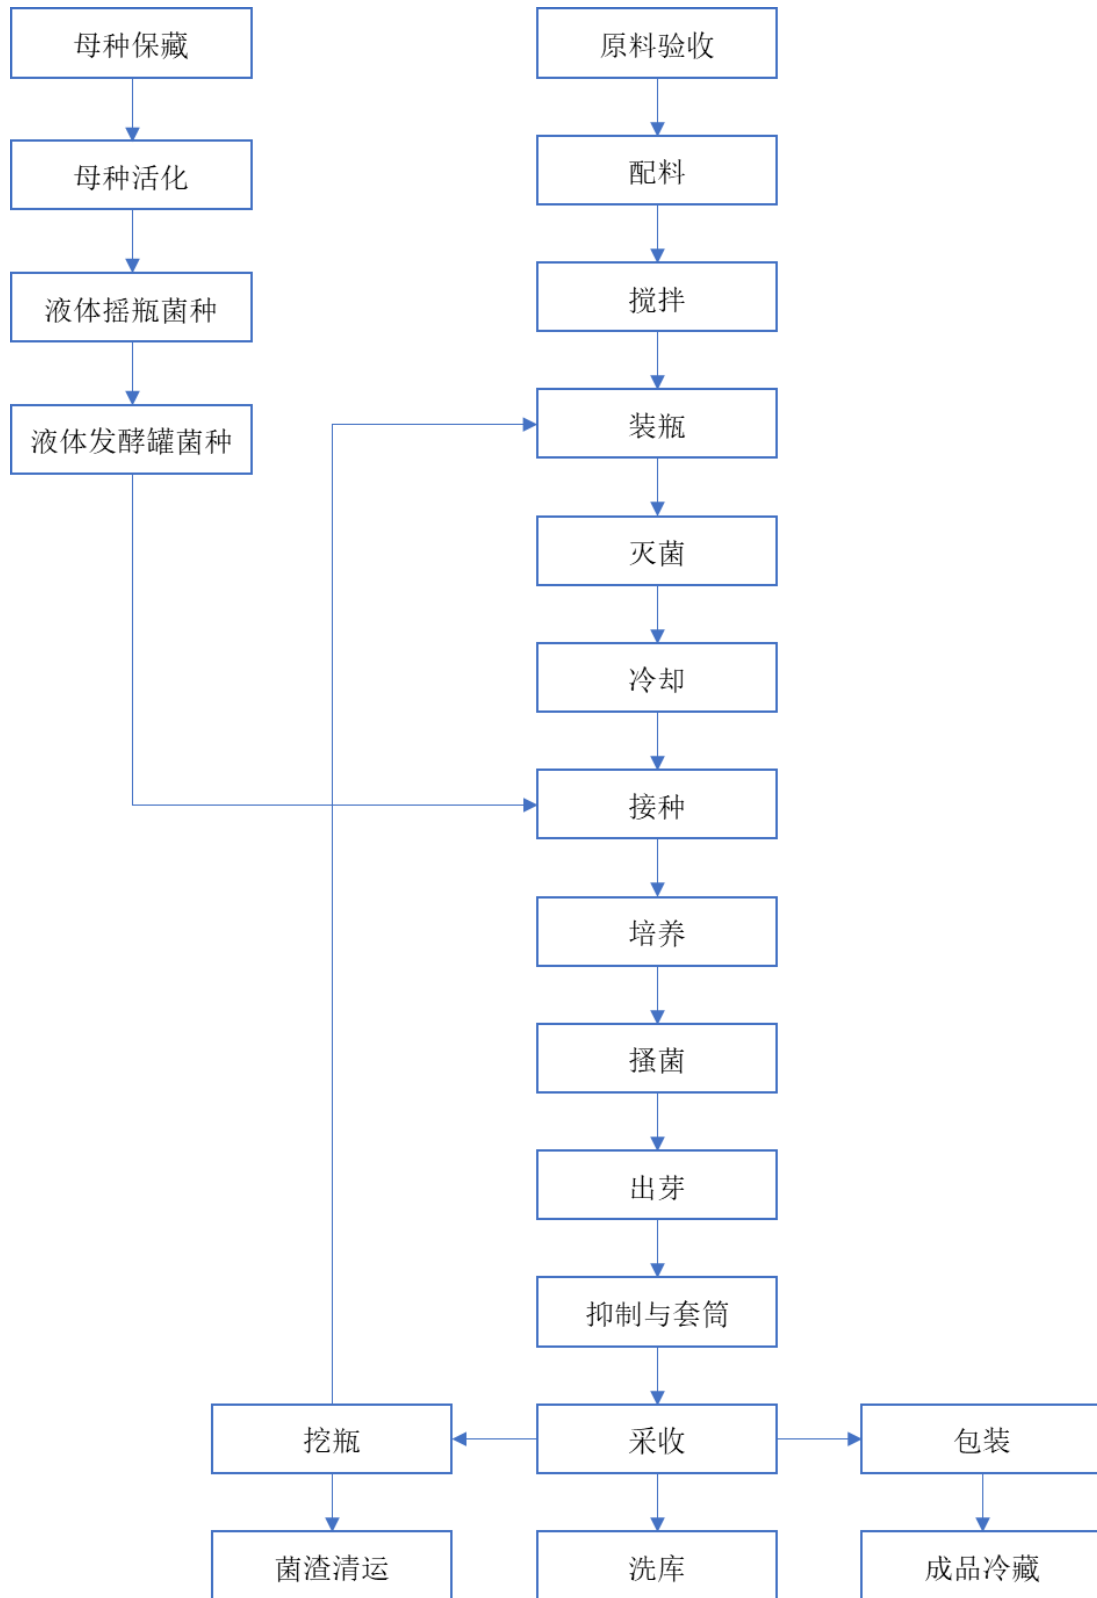 母种保藏
母种活化
液体摇瓶菌种
液体发酵罐菌种
原料验收
配料
搅拌
装瓶
灭菌
冷却
接种
培养
搔菌
出芽
抑制与套筒
挖瓶
采收
包装
菌渣清运
洗库
成品冷藏